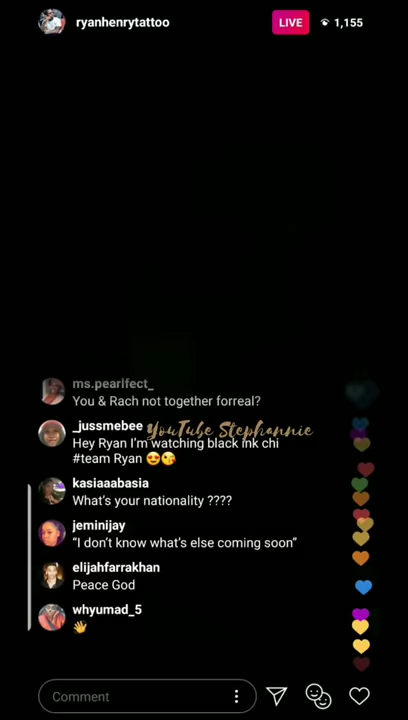 ryanhenrytattoo
LIVE
1,155
ms.pearlfect_
You & Rach not together forreal?
_jussmebee
YouTube Stephannie
Hey Ryan I'm watching black ink chi
#team Ryan 😍😘
kasiaaabasia
What's your nationality ????
jeminijay
“I don't know what's else coming soon”
elijahfarrakhan
Peace God
whyumad_5
👋
Comment